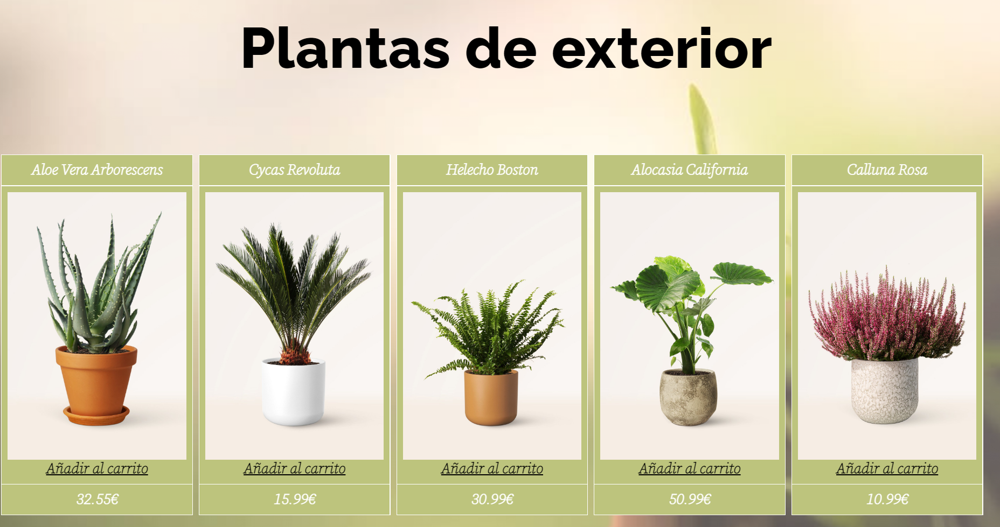 Plantas de exterior
Aloe Vera Arborescens
Cycas Revoluta
Helecho Boston
Alocasia California
Calluna Rosa
Añadir al carrito
Añadir al carrito
Añadir al carrito
Añadir al carrito
Añadir al carrito
32.55€
15.99€
30.99€
50.99€
10.99€